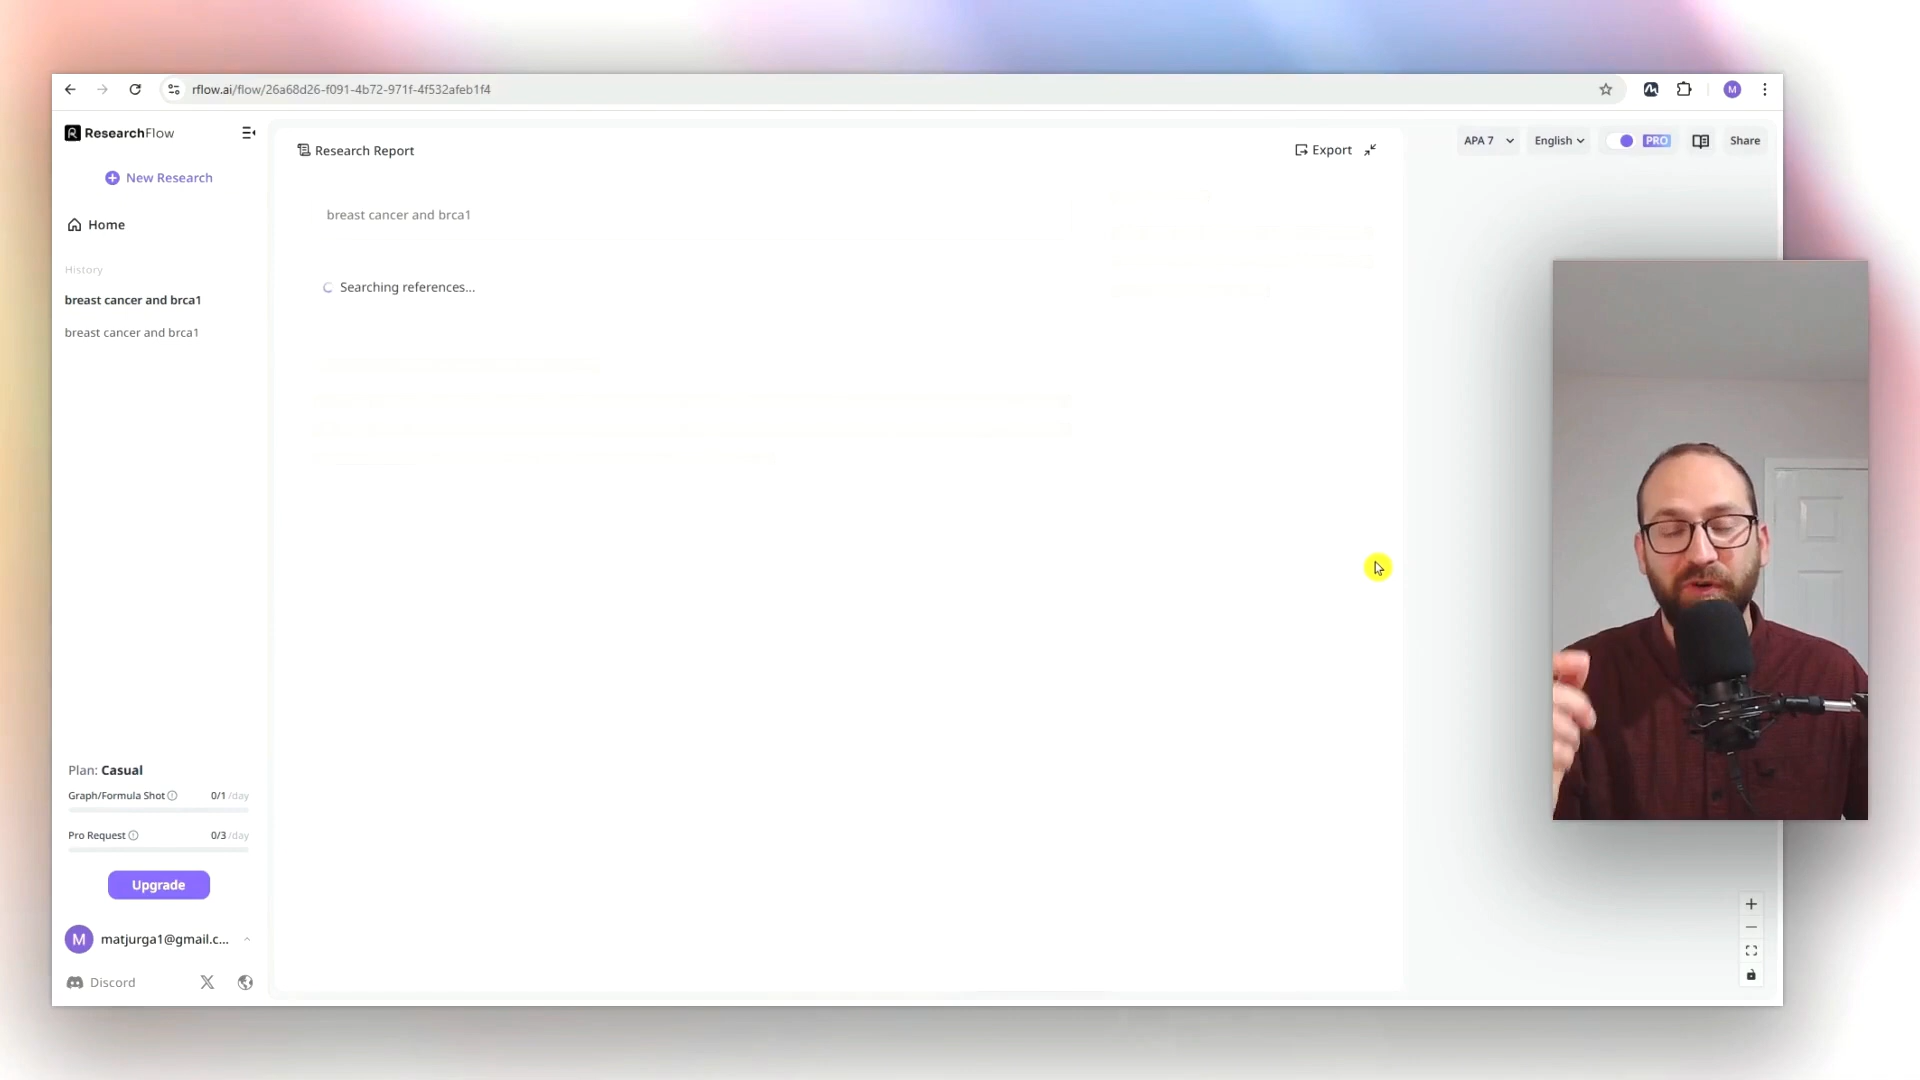 rflow.ai/flow/26a68d26-f091-4b72-971f-4f532afeb1f4
M
ResearchFlow
New Research
Home
History
breast cancer and brca1
breast cancer and brca1
Plan: Casual
Graph/Formula Shot 0/1 /day
Pro Request 0/3 /day
Upgrade
M matjurga1@gmail.c...
Discord
Research Report
Export
breast cancer and brca1
Searching references...
APA 7
English
PRO
Share